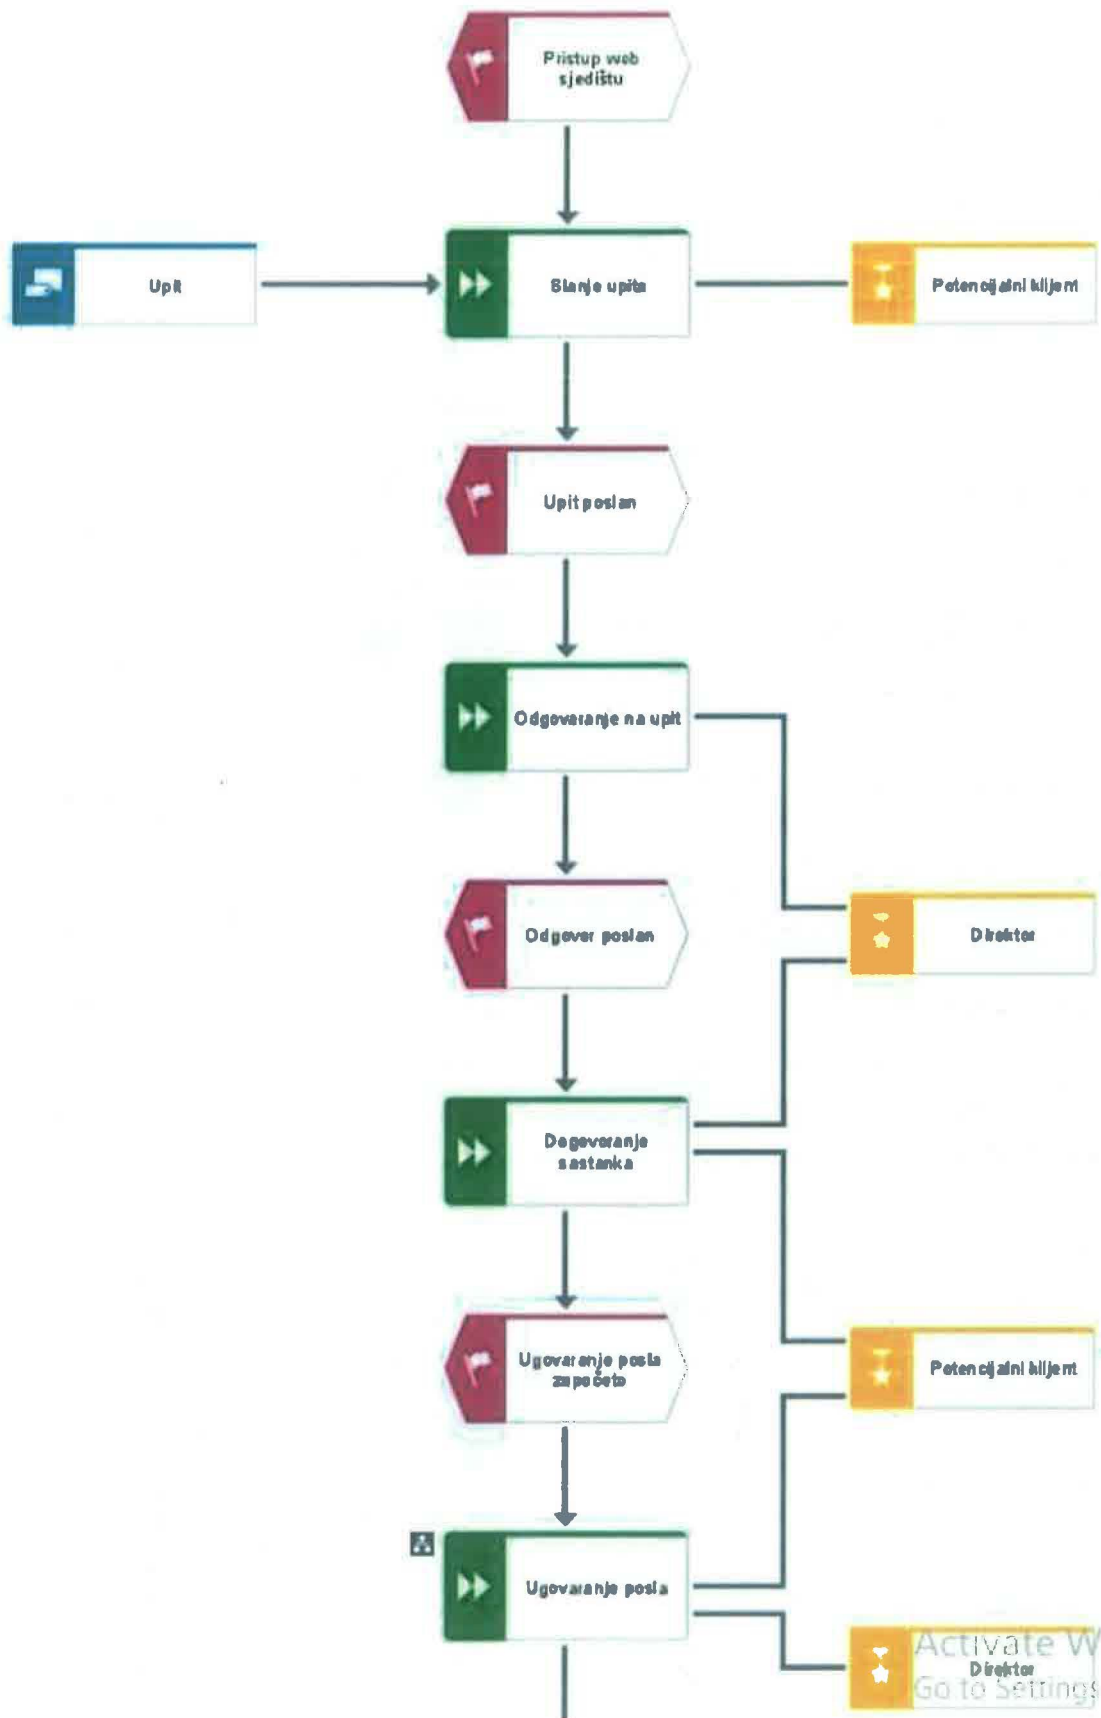 Pristup web
sjedištu
Upit
Slanje upita
Potencijalni klijent
Upit poslan
Odgovaranje na upit
Odgovor poslan
Direktor
Dogovaranje
sastanka
Ugovaranje posla
započeto
Potencijalni klijent
Ugovaranje posla
Activate W
Direktor
Go to Settings